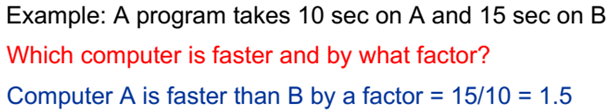 Example: A program takes 10 sec on A and 15 sec on B
Which computer is faster and by what factor?
Computer A is faster than B by a factor = 15/10 = 1.5